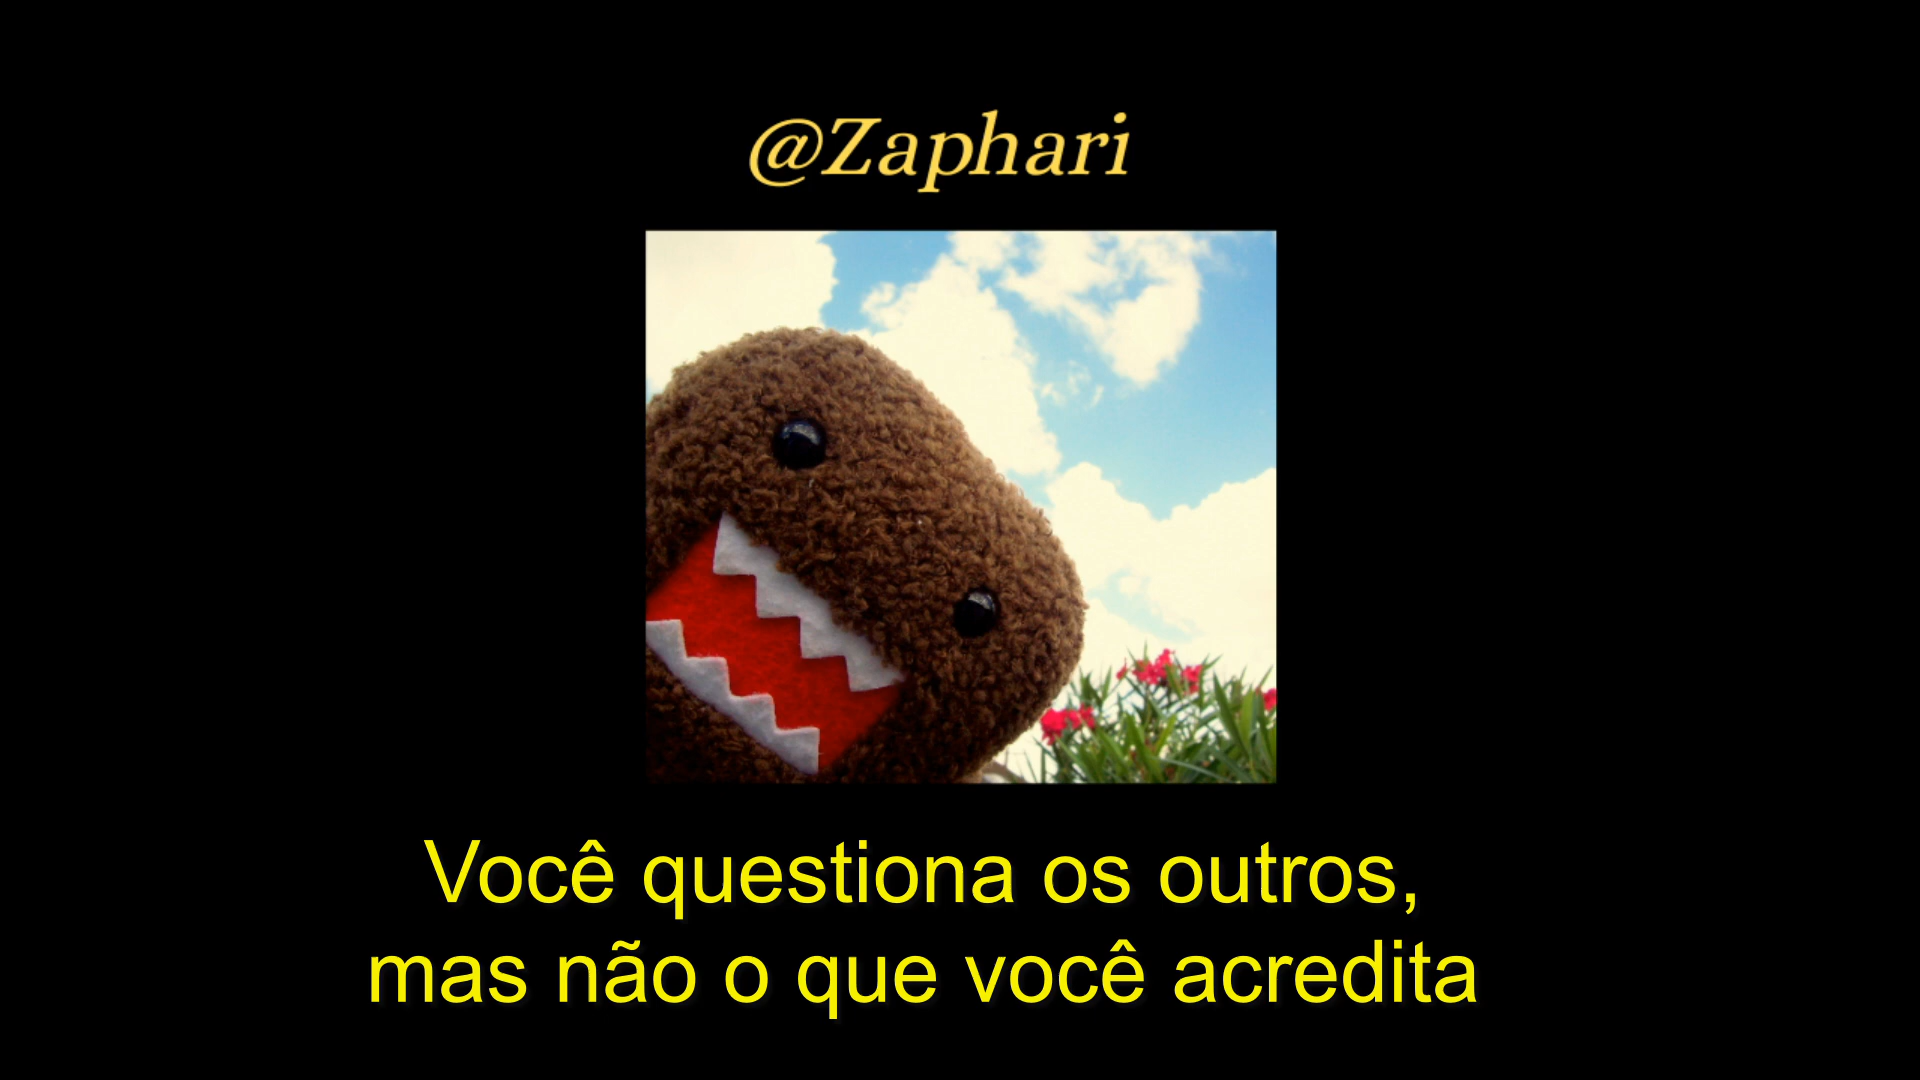 @Zaphari
Você questiona os outros,
mas não o que você acredita